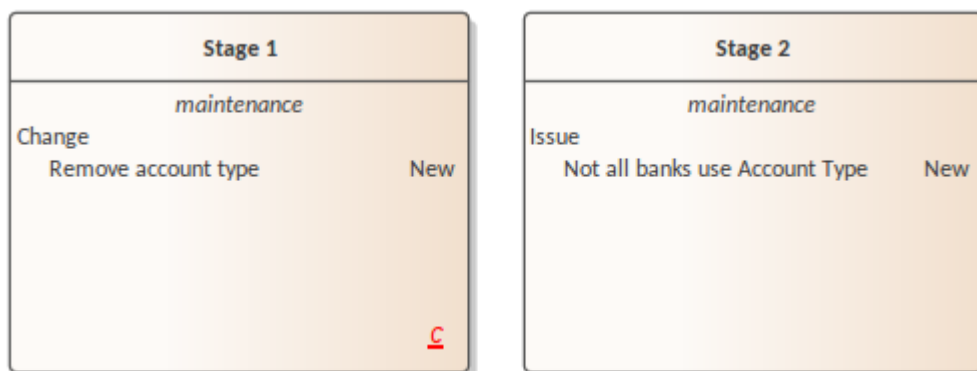 Stage 1
maintenance
Change
Remove account type New
C
Stage 2
maintenance
Issue
Not all banks use Account Type New